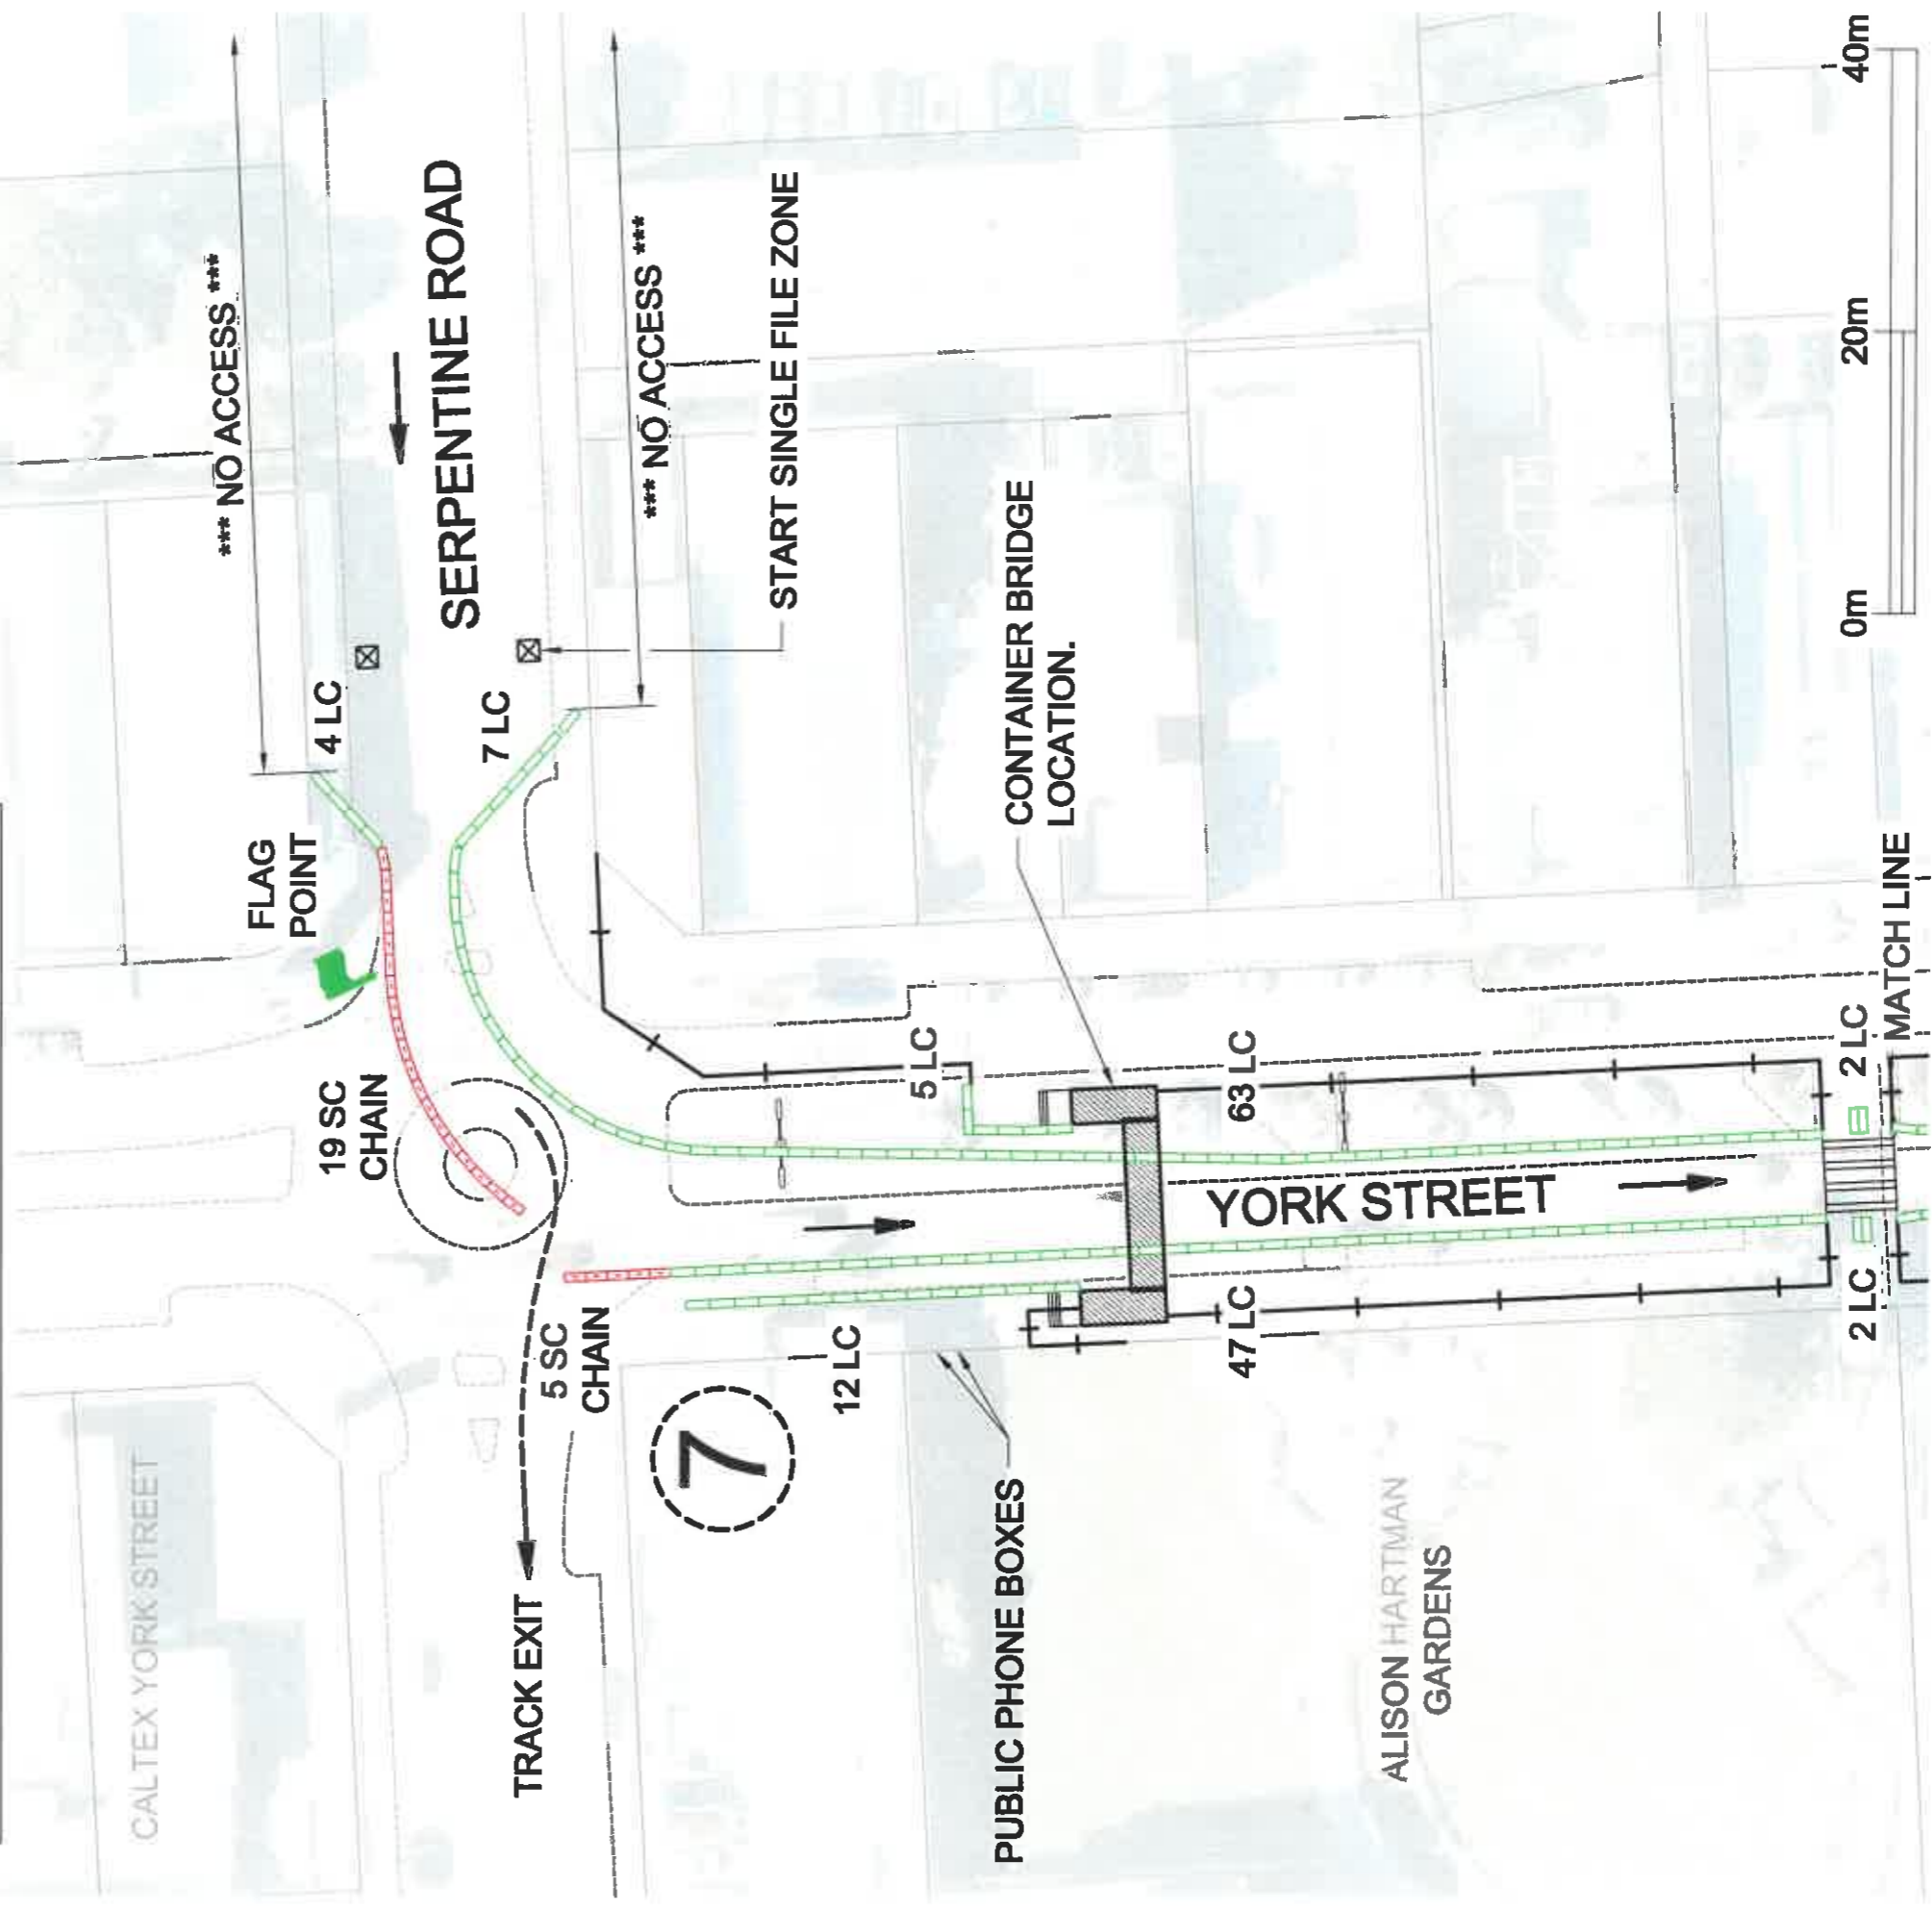 *** NO ACCESS ***
4 LC
SERPENTINE ROAD
*** NO ACCESS ***
START SINGLE FILE ZONE
7 LC
FLAG
POINT
19 SC
CHAIN
CALTEX YORK STREET
TRACK EXIT
5 SC
CHAIN
7
12 LC
5 LC
CONTAINER BRIDGE
LOCATION.
63 LC
YORK STREET
47 LC
PUBLIC PHONE BOXES
ALISON HARTMAN
GARDENS
2 LC
2 LC
MATCH LINE
0m
20m
40m